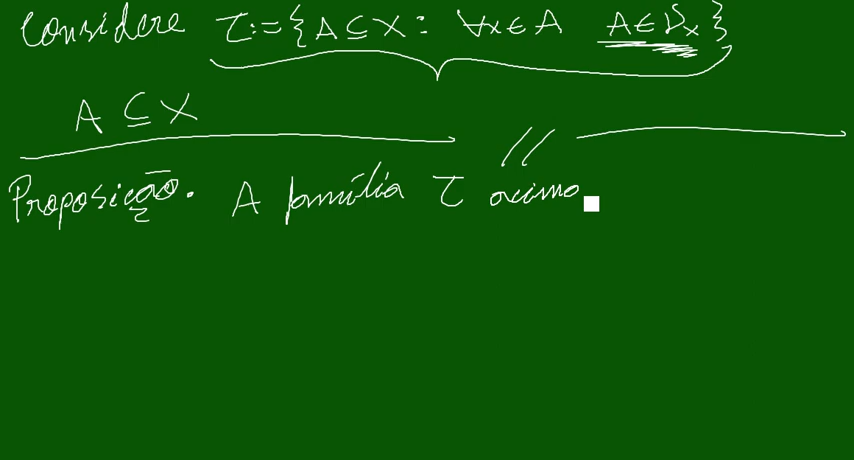 Considere τ:={A⊆X: ∀x∈A A∈𝒱ₓ}
A ⊆ X
//
Proposição. A família τ acima